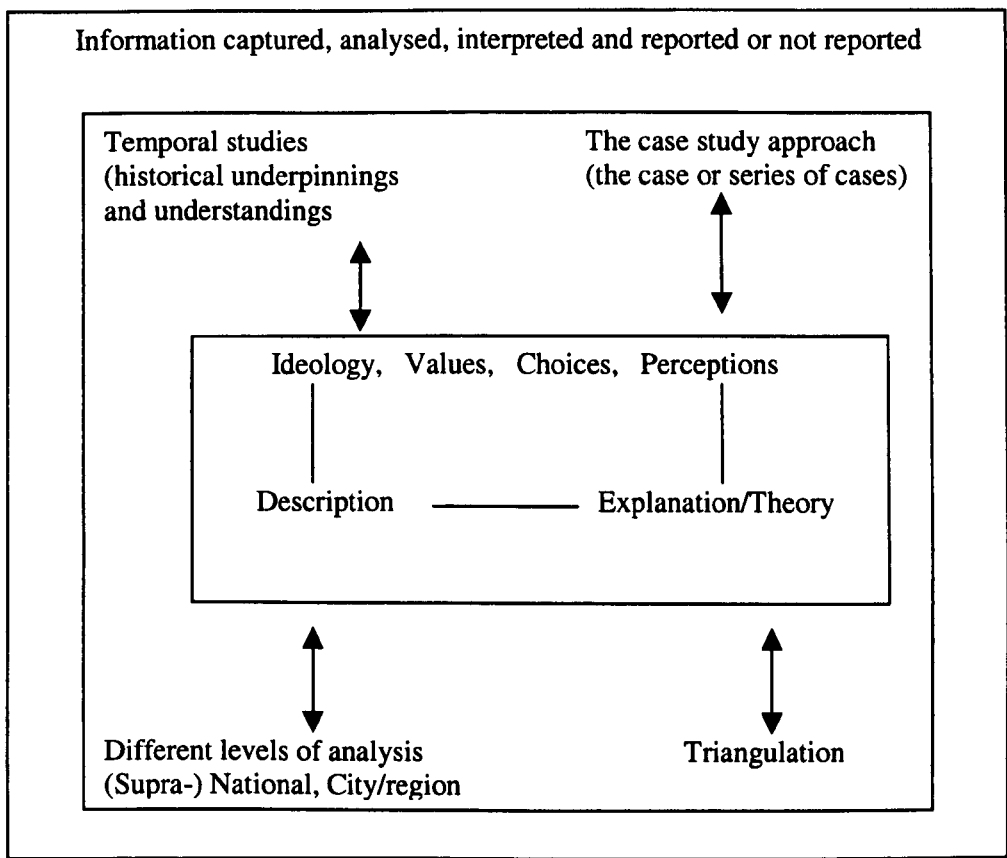 Information captured, analysed, interpreted and reported or not reported
Temporal studies
(historical underpinnings
and understandings
The case study approach
(the case or series of cases)
Ideology, Values, Choices, Perceptions
Description
Explanation/Theory
Different levels of analysis
(Supra-) National, City/region
Triangulation